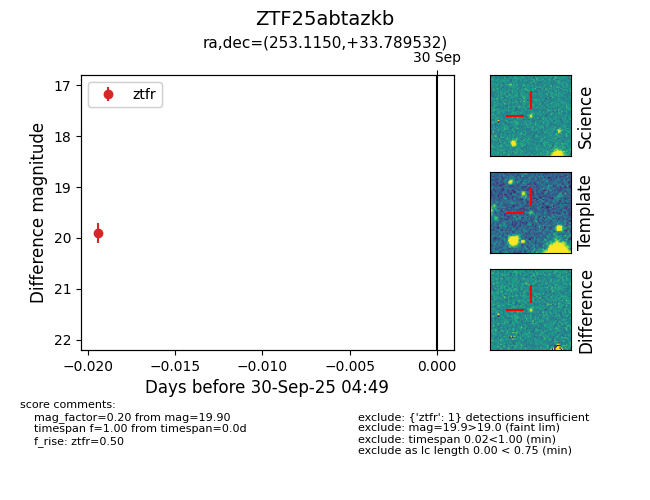 ZTF25abtazkb
ra,dec=(253.1150,+33.789532)
30 Sep
ztfr
17
18
19
20
21
22
Difference magnitude
−0.020
−0.015
−0.010
−0.005
0.000
Days before 30-Sep-25 04:49
Science
Template
Difference
score comments:
mag_factor=0.20 from mag=19.90
timespan f=1.00 from timespan=0.0d
f_rise: ztfr=0.50
exclude: {'ztfr': 1} detections insufficient
exclude: mag=19.9>19.0 (faint lim)
exclude: timespan 0.02<1.00 (min)
exclude as lc length 0.00 < 0.75 (min)